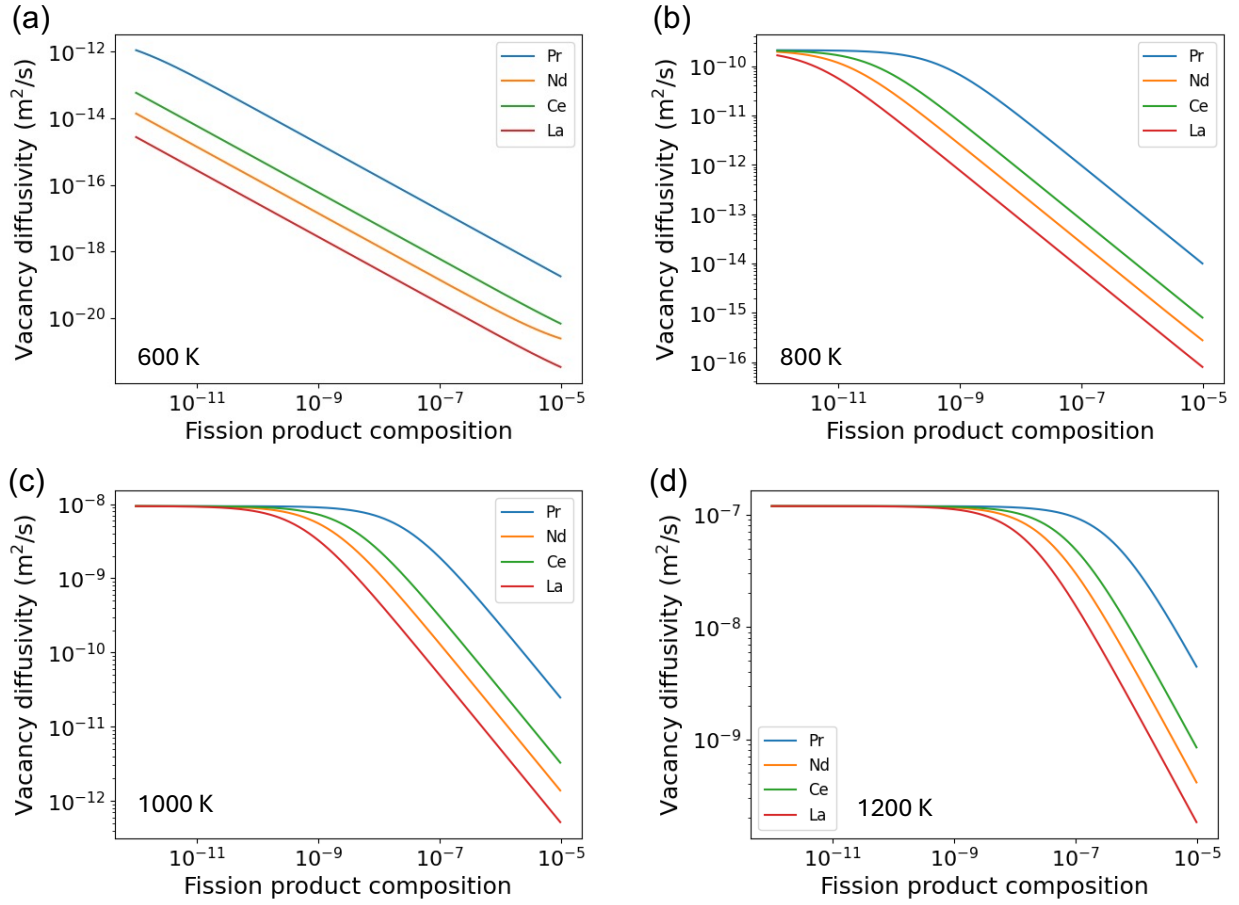 (a)
Vacancy diffusivity (m²/s)
10⁻¹²
10⁻¹⁴
10⁻¹⁶
10⁻¹⁸
10⁻²⁰
Pr
Nd
Ce
La
600 K
10⁻¹¹ 10⁻⁹ 10⁻⁷ 10⁻⁵
Fission product composition
(b)
Vacancy diffusivity (m²/s)
10⁻¹⁰
10⁻¹¹
10⁻¹²
10⁻¹³
10⁻¹⁴
10⁻¹⁵
10⁻¹⁶
Pr
Nd
Ce
La
800 K
10⁻¹¹ 10⁻⁹ 10⁻⁷ 10⁻⁵
Fission product composition
(c)
Vacancy diffusivity (m²/s)
10⁻⁸
10⁻⁹
10⁻¹⁰
10⁻¹¹
10⁻¹²
Pr
Nd
Ce
La
1000 K
10⁻¹¹ 10⁻⁹ 10⁻⁷ 10⁻⁵
Fission product composition
(d)
Vacancy diffusivity (m²/s)
10⁻⁷
10⁻⁸
10⁻⁹
Pr
Nd
Ce
La
1200 K
10⁻¹¹ 10⁻⁹ 10⁻⁷ 10⁻⁵
Fission product composition